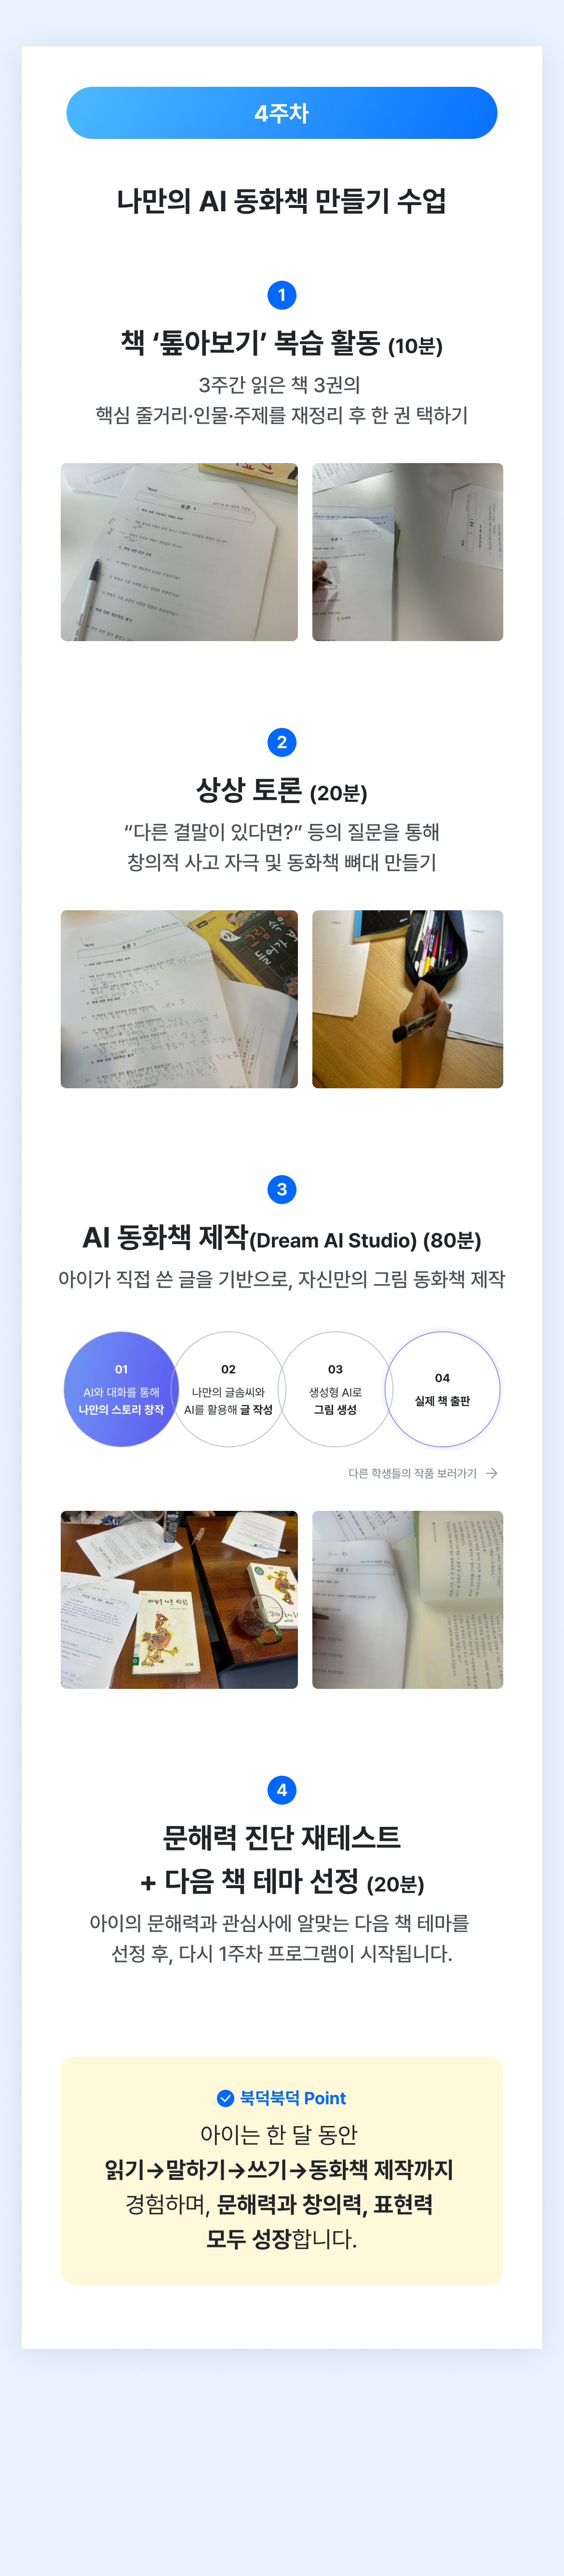 4주차
나만의 AI 동화책 만들기 수업
1
책 ‘톺아보기’ 복습 활동 (10분)
3주간 읽은 책 3권의
핵심 줄거리·인물·주제를 재정리 후 한 권 택하기
토론 1
2
상상 토론 (20분)
“다른 결말이 있다면?” 등의 질문을 통해
창의적 사고 자극 및 동화책 뼈대 만들기
토론 1
3
AI 동화책 제작(Dream AI Studio) (80분)
아이가 직접 쓴 글을 기반으로, 자신만의 그림 동화책 제작
01
AI와 대화를 통해
나만의 스토리 창작
02
나만의 글솜씨와
AI를 활용해 글 작성
03
생성형 AI로
그림 생성
04
실제 책 출판
다른 학생들의 작품 보러가기 →
4
문해력 진단 재테스트
+ 다음 책 테마 선정 (20분)
아이의 문해력과 관심사에 알맞는 다음 책 테마를
선정 후, 다시 1주차 프로그램이 시작됩니다.
북덕북덕 Point
아이는 한 달 동안
읽기→말하기→쓰기→동화책 제작까지
경험하며, 문해력과 창의력, 표현력
모두 성장합니다.